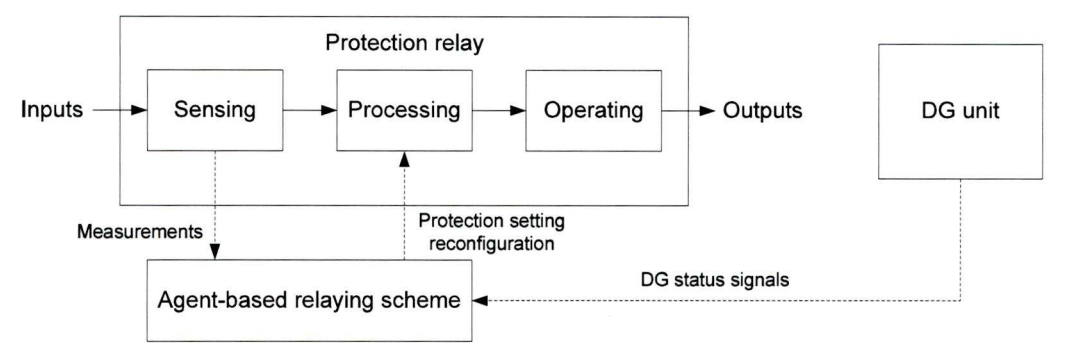 Protection relay
Inputs
Sensing
Processing
Operating
Outputs
DG unit
Measurements
Protection setting
reconfiguration
Agent-based relaying scheme
DG status signals